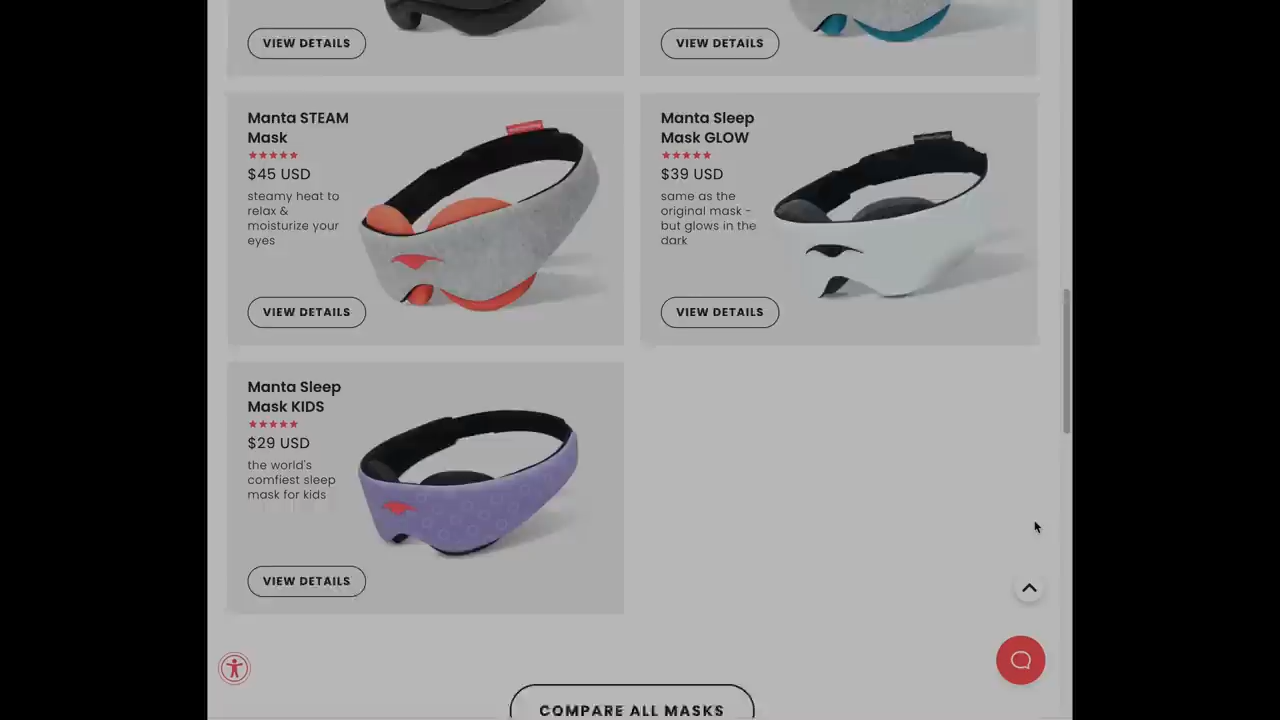 VIEW DETAILS
VIEW DETAILS
Manta STEAM
Mask
$45 USD
steamy heat to
relax &
moisturize your
eyes
VIEW DETAILS
Manta Sleep
Mask GLOW
$39 USD
same as the
original mask -
but glows in the
dark
VIEW DETAILS
Manta Sleep
Mask KIDS
$29 USD
the world's
comfiest sleep
mask for kids
VIEW DETAILS
COMPARE ALL MASKS